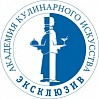 АКАДЕМИЯ КУЛИНАРНОГО ИСКУССТВА
ЭКСКЛЮЗИВ